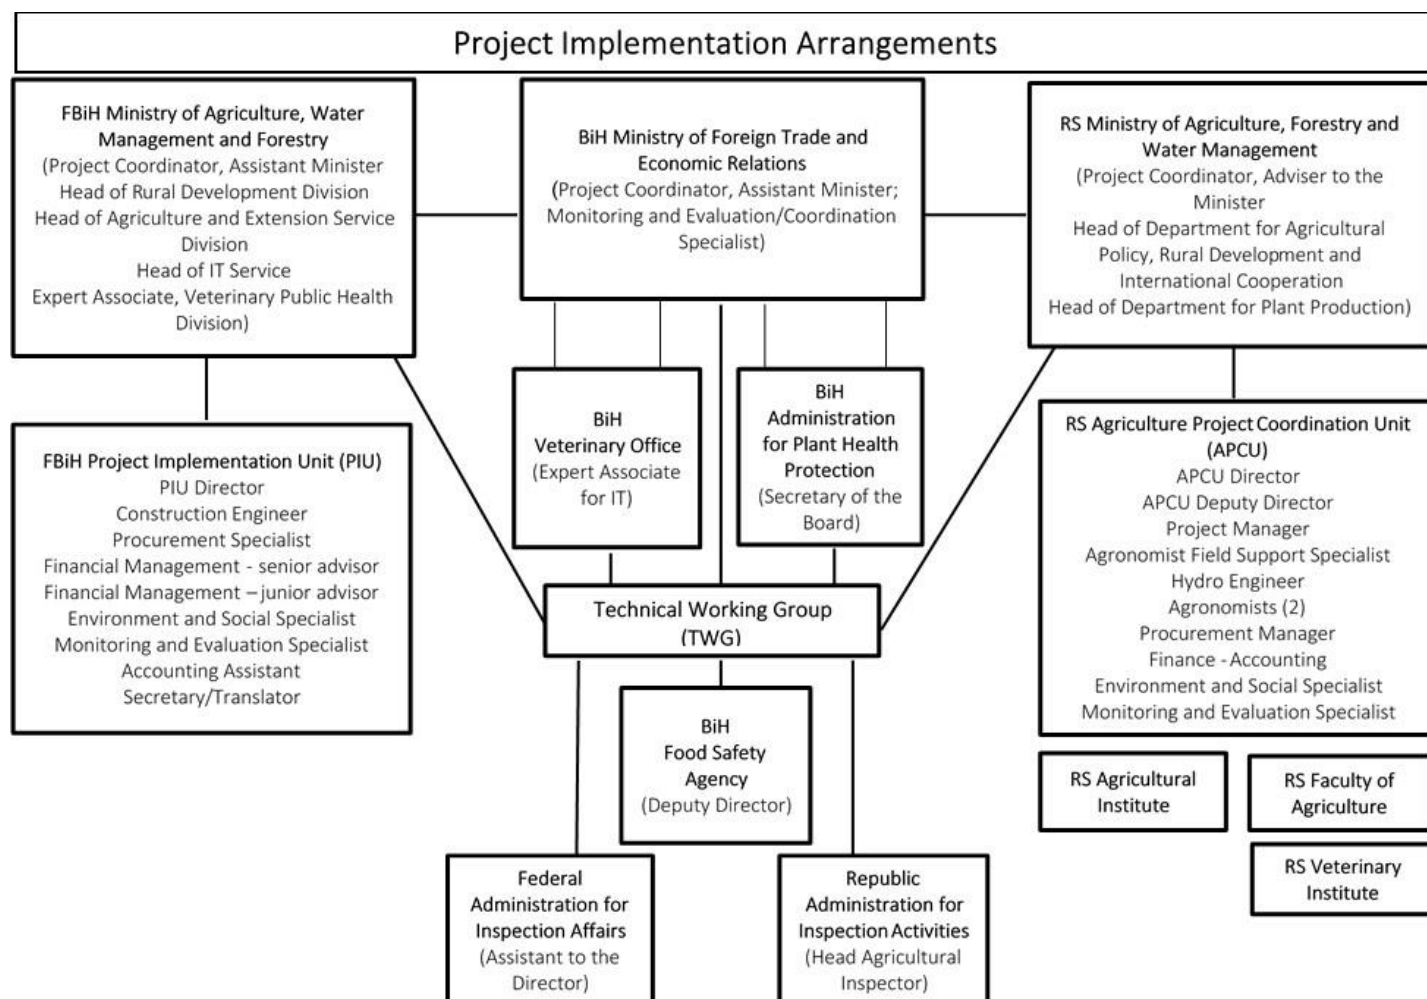 Project Implementation Arrangements
FBiH Ministry of Agriculture, Water
Management and Forestry
(Project Coordinator, Assistant Minister
Head of Rural Development Division
Head of Agriculture and Extension Service
Division
Head of IT Service
Expert Associate, Veterinary Public Health
Division)
BiH Ministry of Foreign Trade and
Economic Relations
(Project Coordinator, Assistant Minister;
Monitoring and Evaluation/Coordination
Specialist)
RS Ministry of Agriculture, Forestry and
Water Management
(Project Coordinator, Adviser to the
Minister
Head of Department for Agricultural
Policy, Rural Development and
International Cooperation
Head of Department for Plant Production)
FBiH Project Implementation Unit (PIU)
PIU Director
Construction Engineer
Procurement Specialist
Financial Management - senior advisor
Financial Management – junior advisor
Environment and Social Specialist
Monitoring and Evaluation Specialist
Accounting Assistant
Secretary/Translator
BiH
Veterinary Office
(Expert Associate
for IT)
BiH
Administration
for Plant Health
Protection
(Secretary of the
Board)
RS Agriculture Project Coordination Unit
(APCU)
APCU Director
APCU Deputy Director
Project Manager
Agronomist Field Support Specialist
Hydro Engineer
Agronomists (2)
Procurement Manager
Finance - Accounting
Environment and Social Specialist
Monitoring and Evaluation Specialist
Technical Working Group
(TWG)
BiH
Food Safety
Agency
(Deputy Director)
RS Agricultural
Institute
RS Faculty of
Agriculture
RS Veterinary
Institute
Federal
Administration for
Inspection Affairs
(Assistant to the
Director)
Republic
Administration for
Inspection Activities
(Head Agricultural
Inspector)